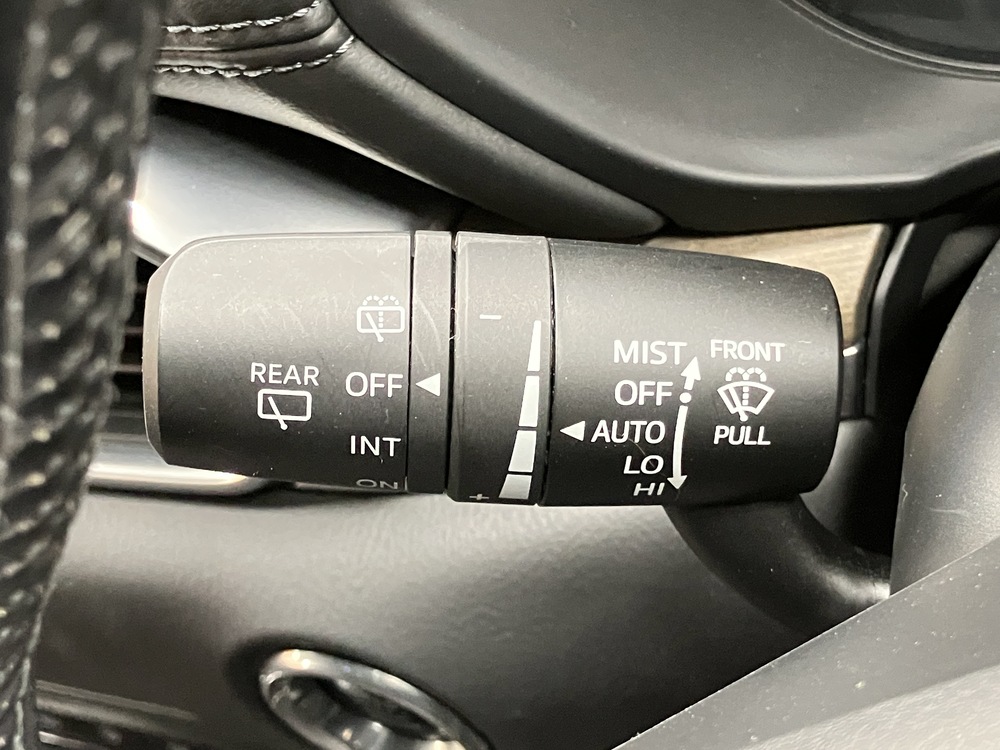 REAR
OFF
INT
ON
−
+
MIST
OFF
AUTO
LO
HI
FRONT
PULL